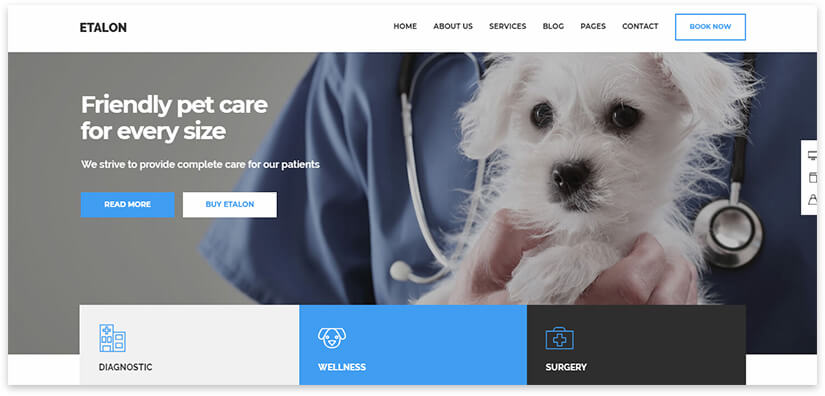 ETALON
HOME ABOUT US SERVICES BLOG PAGES CONTACT BOOK NOW
Friendly pet care
for every size
We strive to provide complete care for our patients
READ MORE BUY ETALON
DIAGNOSTIC WELLNESS SURGERY